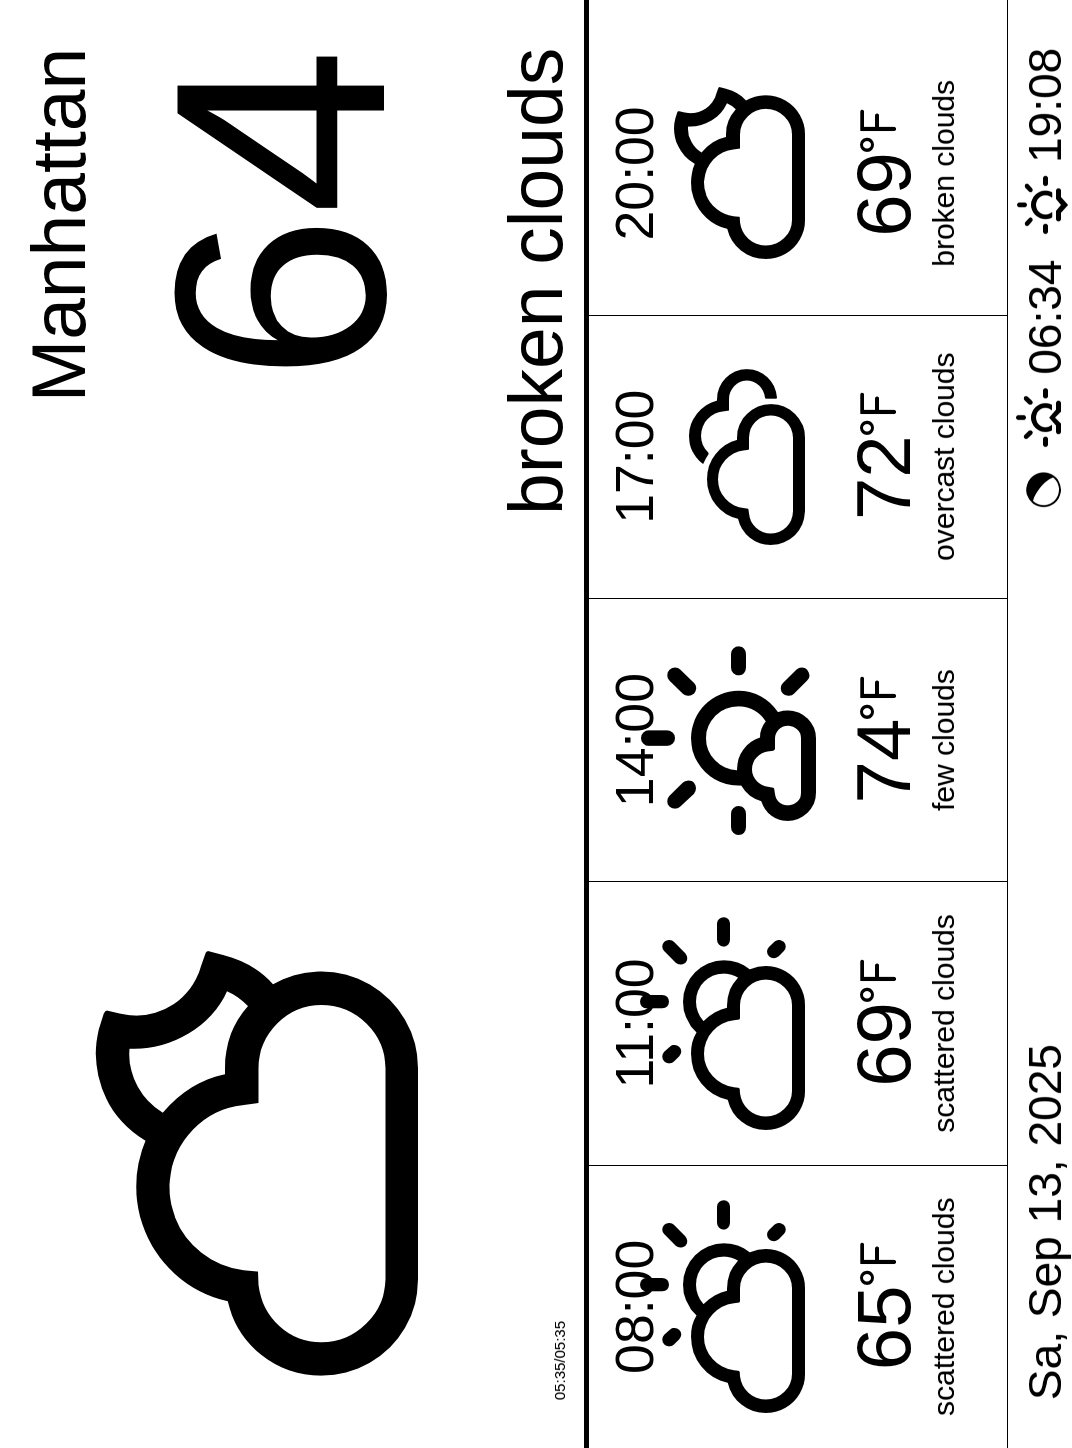 Manhattan
64
broken clouds
05:35/05:35
08:00
11:00
14:00
17:00
20:00
65°F
69°F
74°F
72°F
69°F
scattered clouds
scattered clouds
few clouds
overcast clouds
broken clouds
Sa, Sep 13, 2025
06:34
19:08